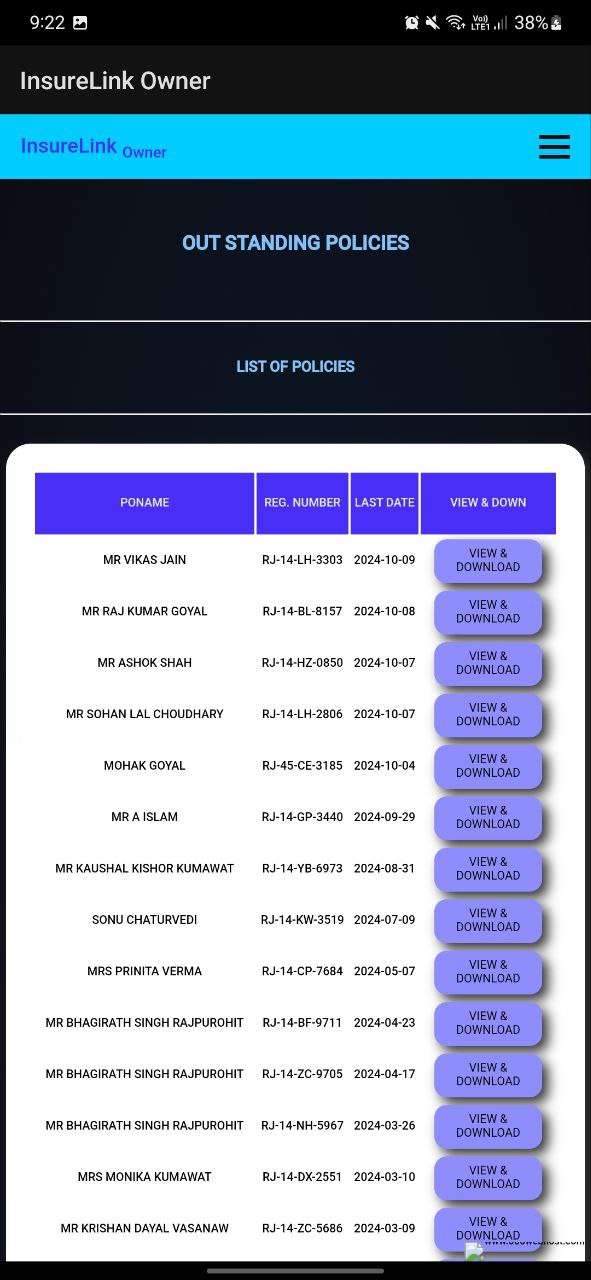 9:22
Vo)) LTE1 38%
InsureLink Owner
InsureLink Owner
OUT STANDING POLICIES
LIST OF POLICIES
PONAME REG. NUMBER LAST DATE VIEW & DOWN
MR VIKAS JAIN RJ-14-LH-3303 2024-10-09 VIEW & DOWNLOAD
MR RAJ KUMAR GOYAL RJ-14-BL-8157 2024-10-08 VIEW & DOWNLOAD
MR ASHOK SHAH RJ-14-HZ-0850 2024-10-07 VIEW & DOWNLOAD
MR SOHAN LAL CHOUDHARY RJ-14-LH-2806 2024-10-07 VIEW & DOWNLOAD
MOHAK GOYAL RJ-45-CE-3185 2024-10-04 VIEW & DOWNLOAD
MR A ISLAM RJ-14-GP-3440 2024-09-29 VIEW & DOWNLOAD
MR KAUSHAL KISHOR KUMAWAT RJ-14-YB-6973 2024-08-31 VIEW & DOWNLOAD
SONU CHATURVEDI RJ-14-KW-3519 2024-07-09 VIEW & DOWNLOAD
MRS PRINITA VERMA RJ-14-CP-7684 2024-05-07 VIEW & DOWNLOAD
MR BHAGIRATH SINGH RAJPUROHIT RJ-14-BF-9711 2024-04-23 VIEW & DOWNLOAD
MR BHAGIRATH SINGH RAJPUROHIT RJ-14-ZC-9705 2024-04-17 VIEW & DOWNLOAD
MR BHAGIRATH SINGH RAJPUROHIT RJ-14-NH-5967 2024-03-26 VIEW & DOWNLOAD
MRS MONIKA KUMAWAT RJ-14-DX-2551 2024-03-10 VIEW & DOWNLOAD
MR KRISHAN DAYAL VASANAW RJ-14-ZC-5686 2024-03-09 VIEW & DOWNLOAD